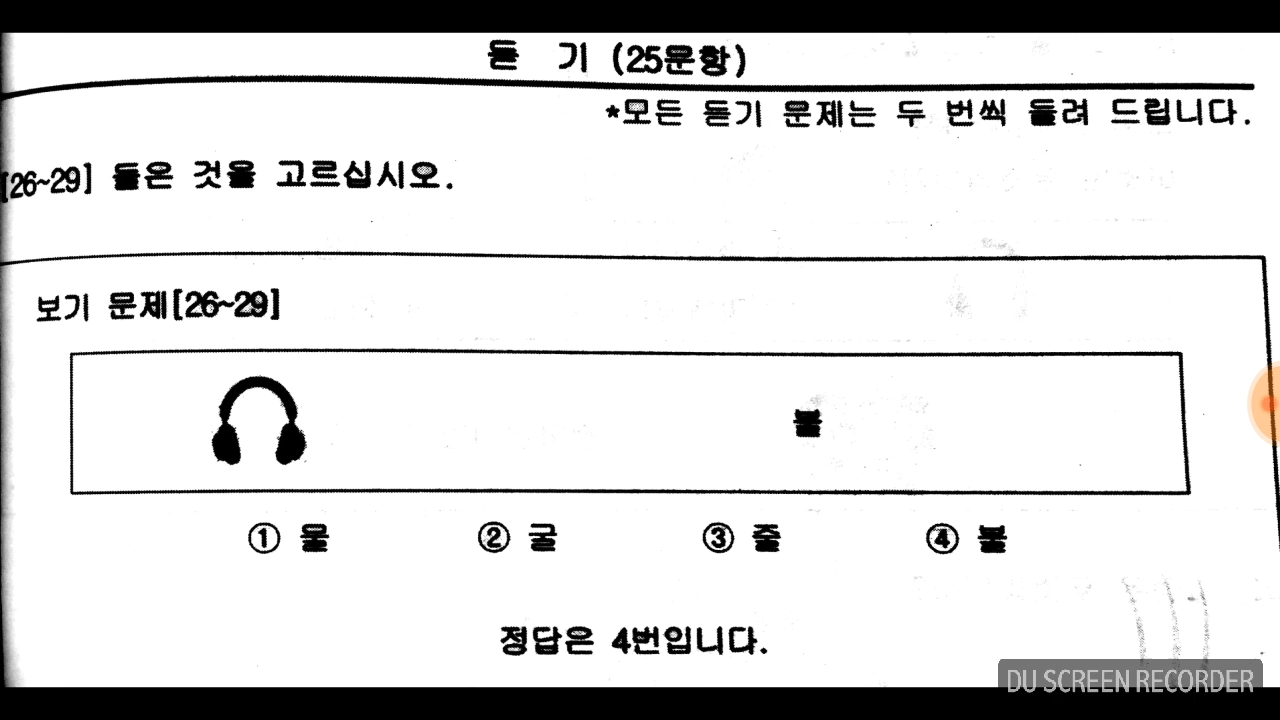 듣 기 (25문항)
*모든 듣기 문제는 두 번씩 들려 드립니다.
[26~29] 들은 것을 고르십시오.
보기 문제[26~29]
불
① 물 ② 굴 ③ 줄 ④ 불
정답은 4번입니다.
DU SCREEN RECORDER